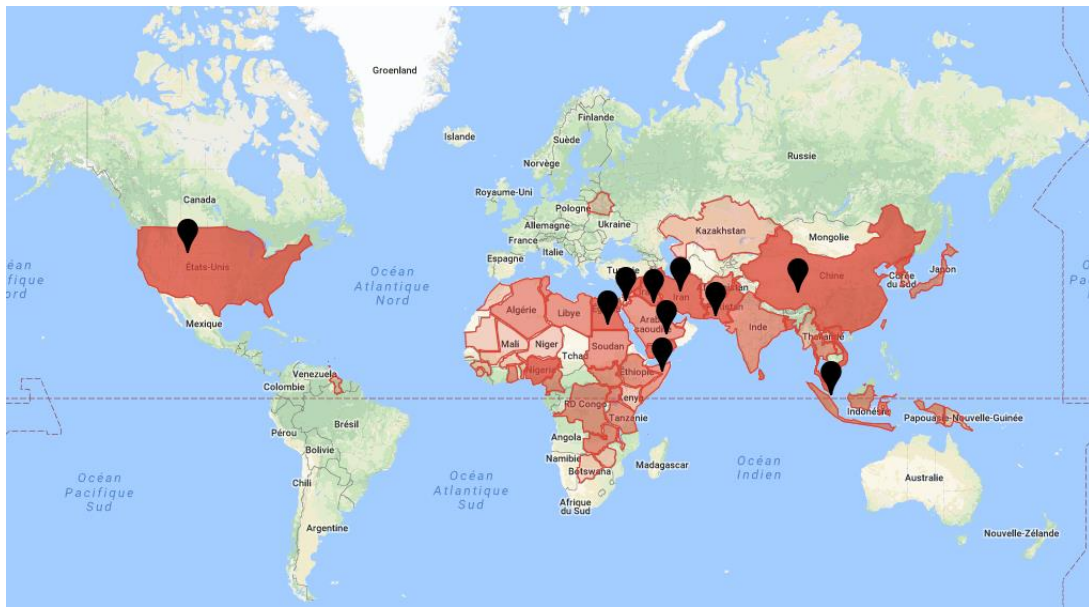 Groenland
Islande
Finlande
Suède
Norvège
Russie
Canada
Royaume-Uni
Pologne
Allemagne
Ukraine
France
Italie
Espagne
Kazakhstan
Mongolie
États-Unis
Océan
Atlantique
Nord
Chine
Japon
Corée
du Sud
Iran
Mexique
Algérie
Libye
Inde
Mali
Niger
Tchad
Soudan
Venezuela
Colombie
Nigeria
Éthiopie
Kenya
RD Congo
Tanzanie
Indonésie
Papouasie-Nouvelle-Guinée
Brésil
Pérou
Bolivie
Angola
Namibie
Botswana
Madagascar
Océan
Indien
Australie
Chili
Océan
Pacifique
Sud
Océan
Atlantique
Sud
Afrique
du Sud
Argentine
Nouvelle-Zélande